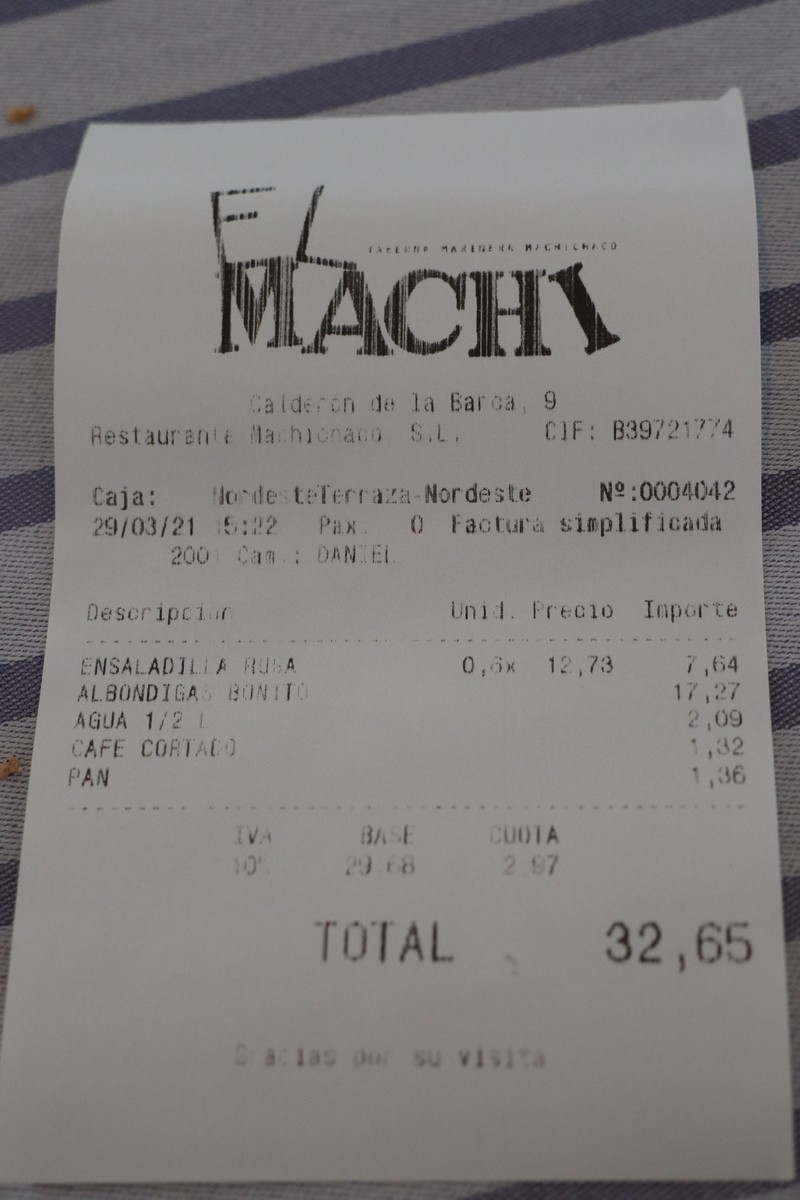 EL
TABERNA MARINERA MACHICHACO
MACHI
Calderon de la Barca, 9
Restaurante Machichaco, S.L. CIF: B39721774
Caja: NordesteTerraza-Nordeste Nº:0004042
29/03/21 15:22 Pax. 0 Factura simplificada
Cam.: DANIEL
Descripcion Unid. Precio Importe
ENSALADILLA RUSA 0,6x 12,73 7,64
ALBONDIGAS BONITO 17,27
AGUA 1/2 L 2,09
CAFE CORTADO 1,32
PAN 1,36
IVA BASE CUOTA
10% 29.68 2.97
TOTAL 32,65
Gracias por su visita